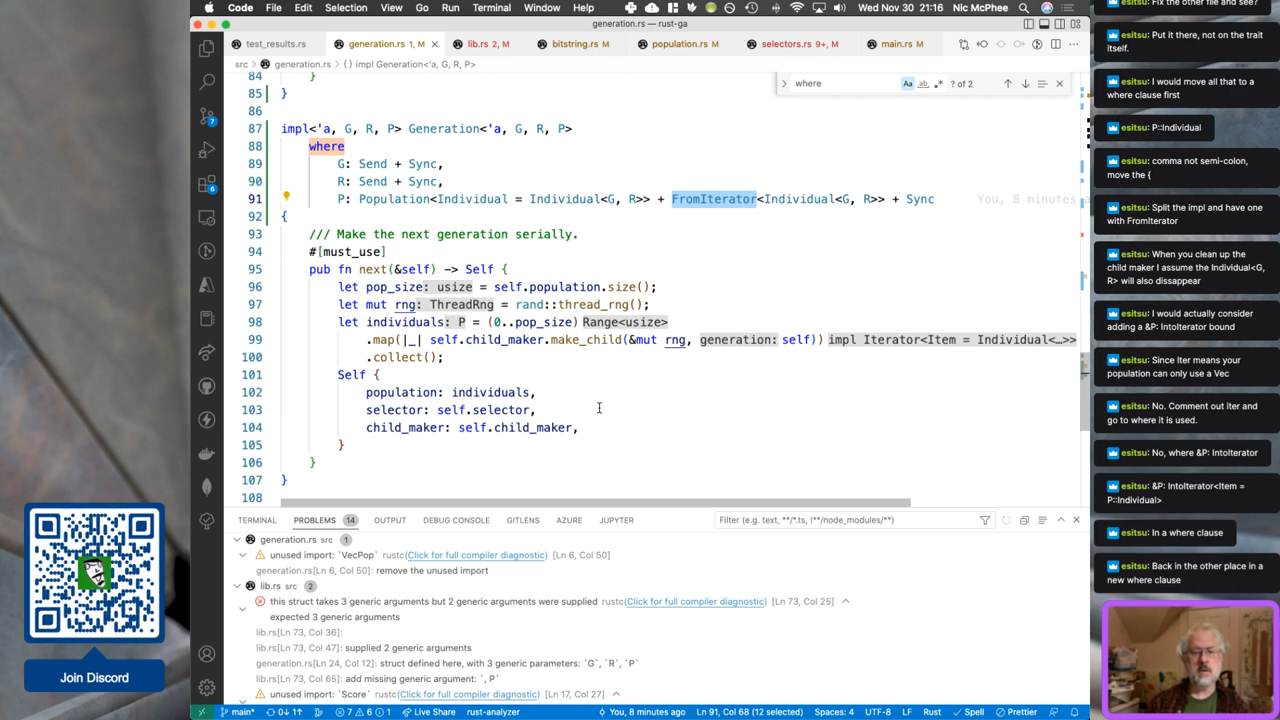 Code File Edit Selection View Go Run Terminal Window Help
Wed Nov 30 21:16 Nic McPhee
generation.rs — rust-ga
test_results.rs generation.rs 1, M lib.rs 2, M bitstring.rs M population.rs M selectors.rs 9+, M main.rs M
src > generation.rs > {} impl Generation<'a, G, R, P>
where Aa ab .* ? of 2
84 }
85 }
86
87 impl<'a, G, R, P> Generation<'a, G, R, P>
88 where
89 G: Send + Sync,
90 R: Send + Sync,
91 P: Population<Individual = Individual<G, R>> + FromIterator<Individual<G, R>> + Sync You, 8 minutes
92 {
93 /// Make the next generation serially.
94 #[must_use]
95 pub fn next(&self) -> Self {
96 let pop_size: usize = self.population.size();
97 let mut rng: ThreadRng = rand::thread_rng();
98 let individuals: P = (0..pop_size) Range<usize>
99 .map(|_| self.child_maker.make_child(&mut rng, generation: self)) impl Iterator<Item = Individual<…>>
100 .collect();
101 Self {
102 population: individuals,
103 selector: self.selector,
104 child_maker: self.child_maker,
105 }
106 }
107 }
108
TERMINAL PROBLEMS 14 OUTPUT DEBUG CONSOLE GITLENS AZURE JUPYTER
Filter (e.g. text, **/*.ts, !**/node_modules/**)
generation.rs src 1
unused import: `VecPop` rustc(Click for full compiler diagnostic) [Ln 6, Col 50]
generation.rs[Ln 6, Col 50]: remove the unused import
lib.rs src 2
this struct takes 3 generic arguments but 2 generic arguments were supplied rustc(Click for full compiler diagnostic) [Ln 73, Col 25]
expected 3 generic arguments
lib.rs[Ln 73, Col 36]:
lib.rs[Ln 73, Col 47]: supplied 2 generic arguments
generation.rs[Ln 24, Col 12]: struct defined here, with 3 generic parameters: `G`, `R`, `P`
lib.rs[Ln 73, Col 65]: add missing generic argument: `, P`
unused import: `Score` rustc(Click for full compiler diagnostic) [Ln 17, Col 27]
main* 0↓ 1↑ 7 6 1 Live Share rust-analyzer You, 8 minutes ago Ln 91, Col 68 (12 selected) Spaces: 4 UTF-8 LF Rust Spell Prettier
7
6
Join Discord
esitsu: Fix the other file and see?
esitsu: Put it there, not on the trait
itself.
esitsu: I would move all that to a
where clause first
esitsu: P::Individual
esitsu: comma not semi-colon,
move the {
esitsu: Split the impl and have one
with FromIterator
esitsu: When you clean up the
child maker I assume the Individual<G,
R> will also dissappear
esitsu: I would actually consider
adding a &P: IntoIterator bound
esitsu: Since Iter means your
population can only use a Vec
esitsu: No. Comment out iter and
go to where it is used.
esitsu: No, where &P: IntoIterator
esitsu: &P: IntoIterator<Item =
P::Individual>
esitsu: In a where clause
esitsu: Back in the other place in a
new where clause